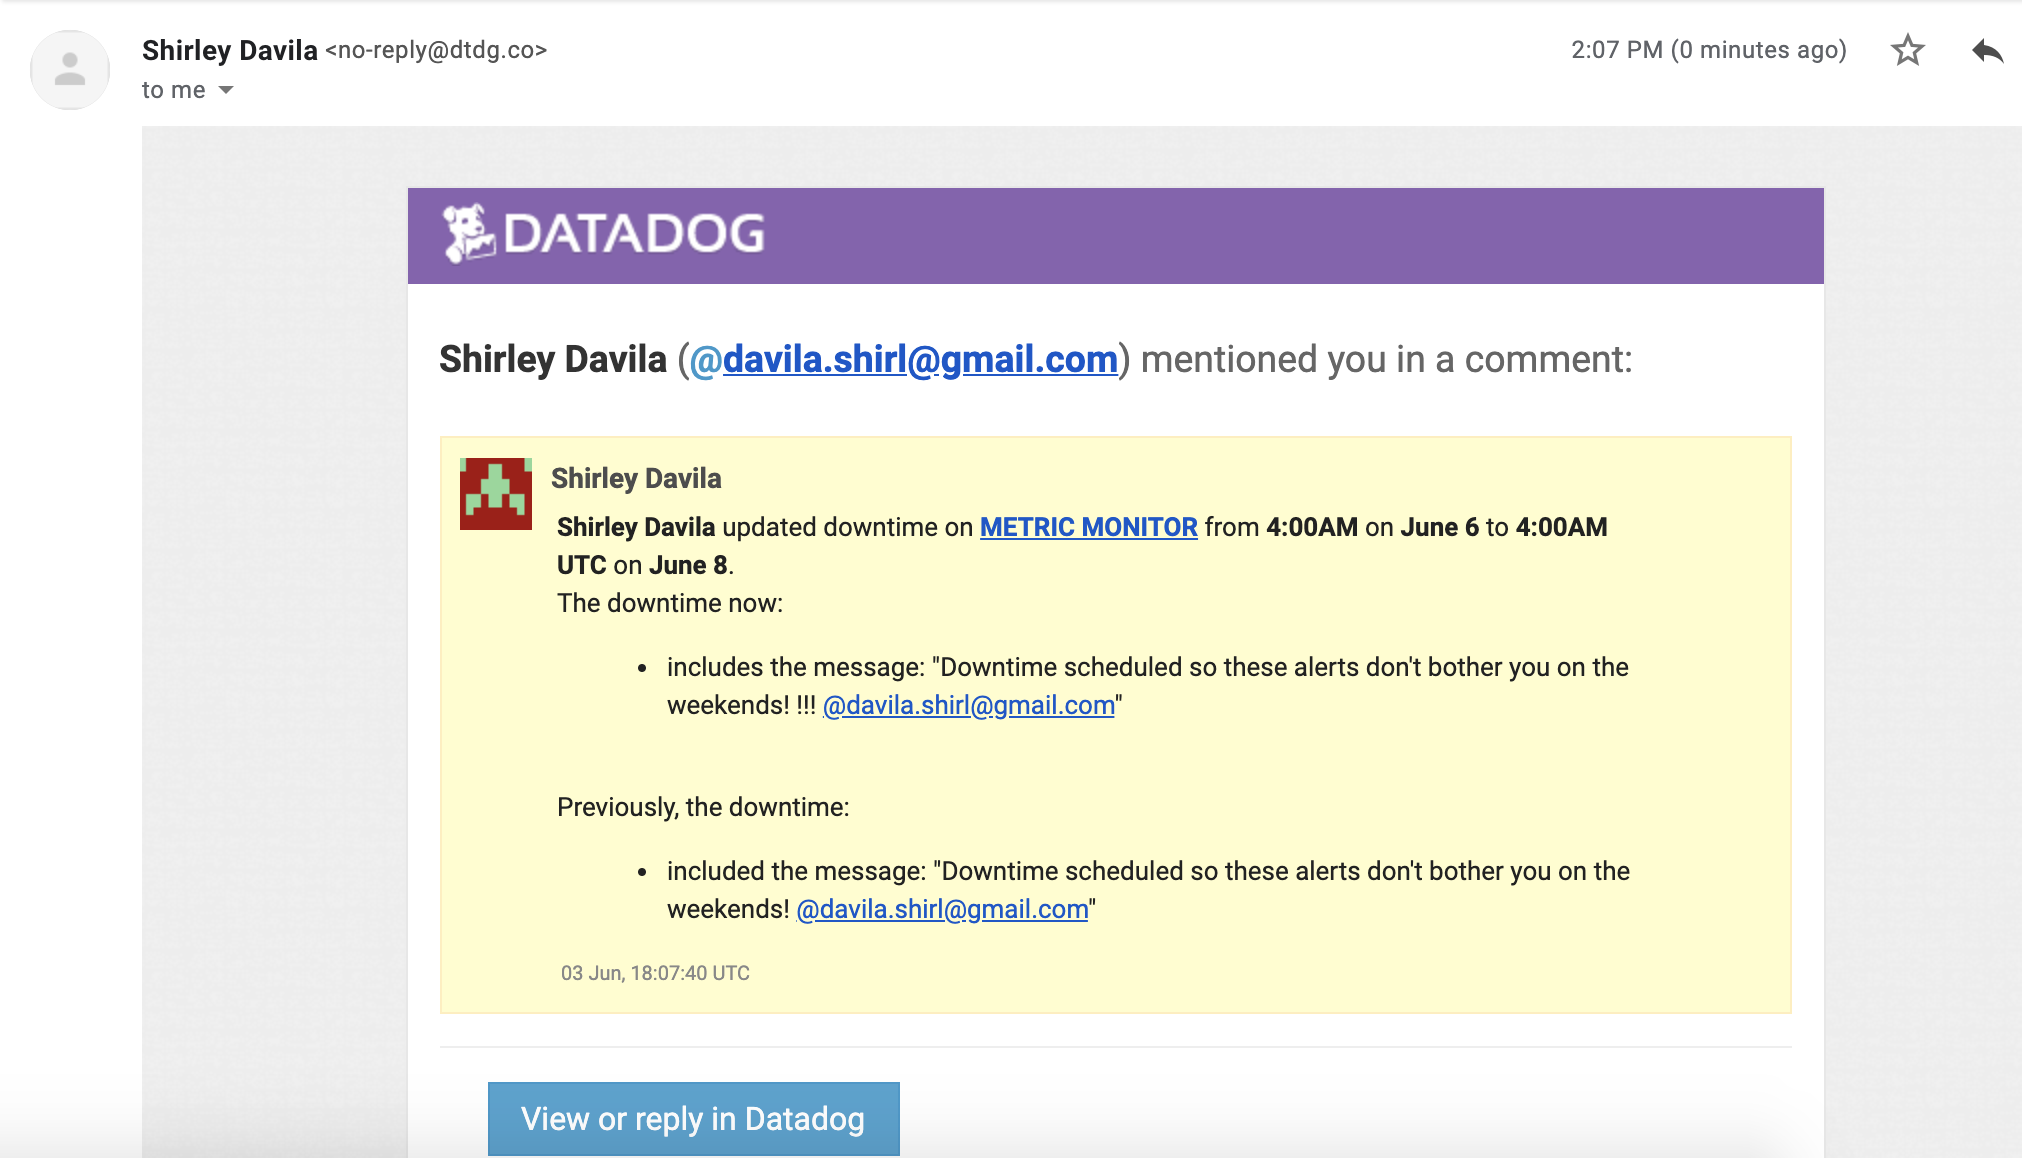 Shirley Davila <no-reply@dtdg.co>
2:07 PM (0 minutes ago)
to me
DATADOG
Shirley Davila (@davila.shirl@gmail.com) mentioned you in a comment:
Shirley Davila
Shirley Davila updated downtime on METRIC MONITOR from 4:00AM on June 6 to 4:00AM
UTC on June 8.
The downtime now:
• includes the message: "Downtime scheduled so these alerts don't bother you on the
weekends! !!! @davila.shirl@gmail.com"
Previously, the downtime:
• included the message: "Downtime scheduled so these alerts don't bother you on the
weekends! @davila.shirl@gmail.com"
03 Jun, 18:07:40 UTC
View or reply in Datadog